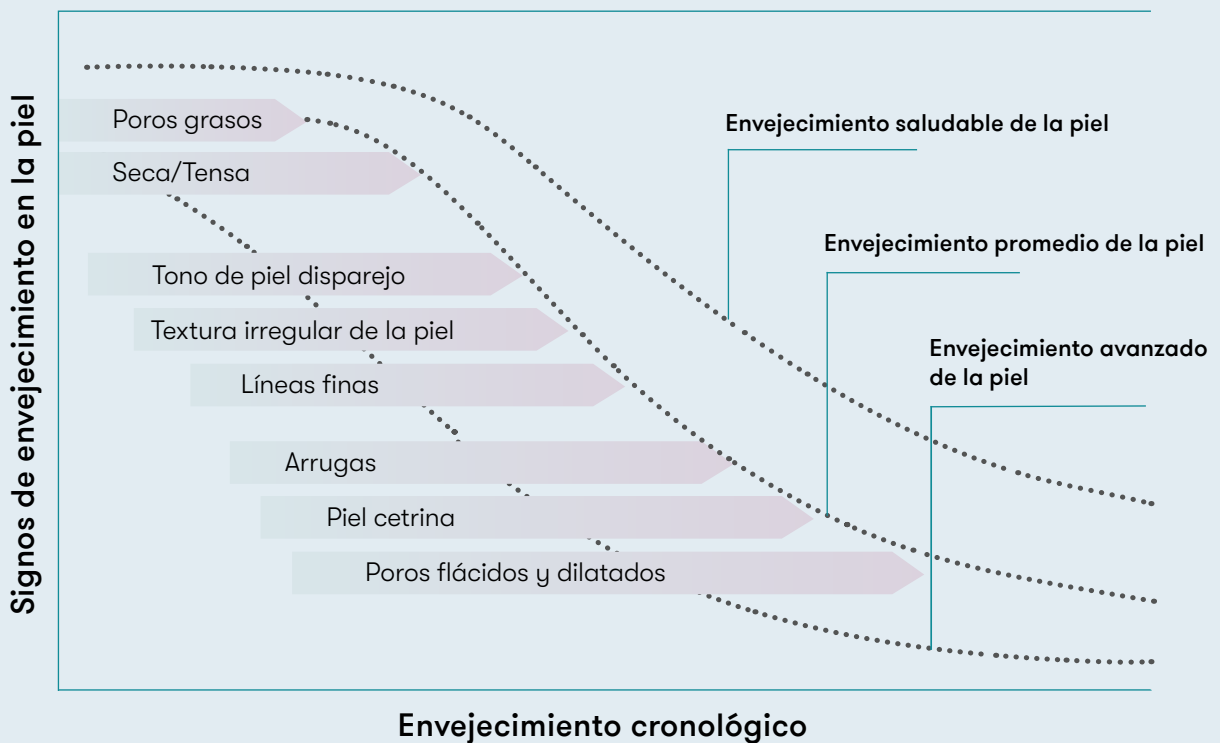 Signos de envejecimiento en la piel
Poros grasos
Seca/Tensa
Tono de piel disparejo
Textura irregular de la piel
Líneas finas
Arrugas
Piel cetrina
Poros flácidos y dilatados
Envejecimiento saludable de la piel
Envejecimiento promedio de la piel
Envejecimiento avanzado
de la piel
Envejecimiento cronológico